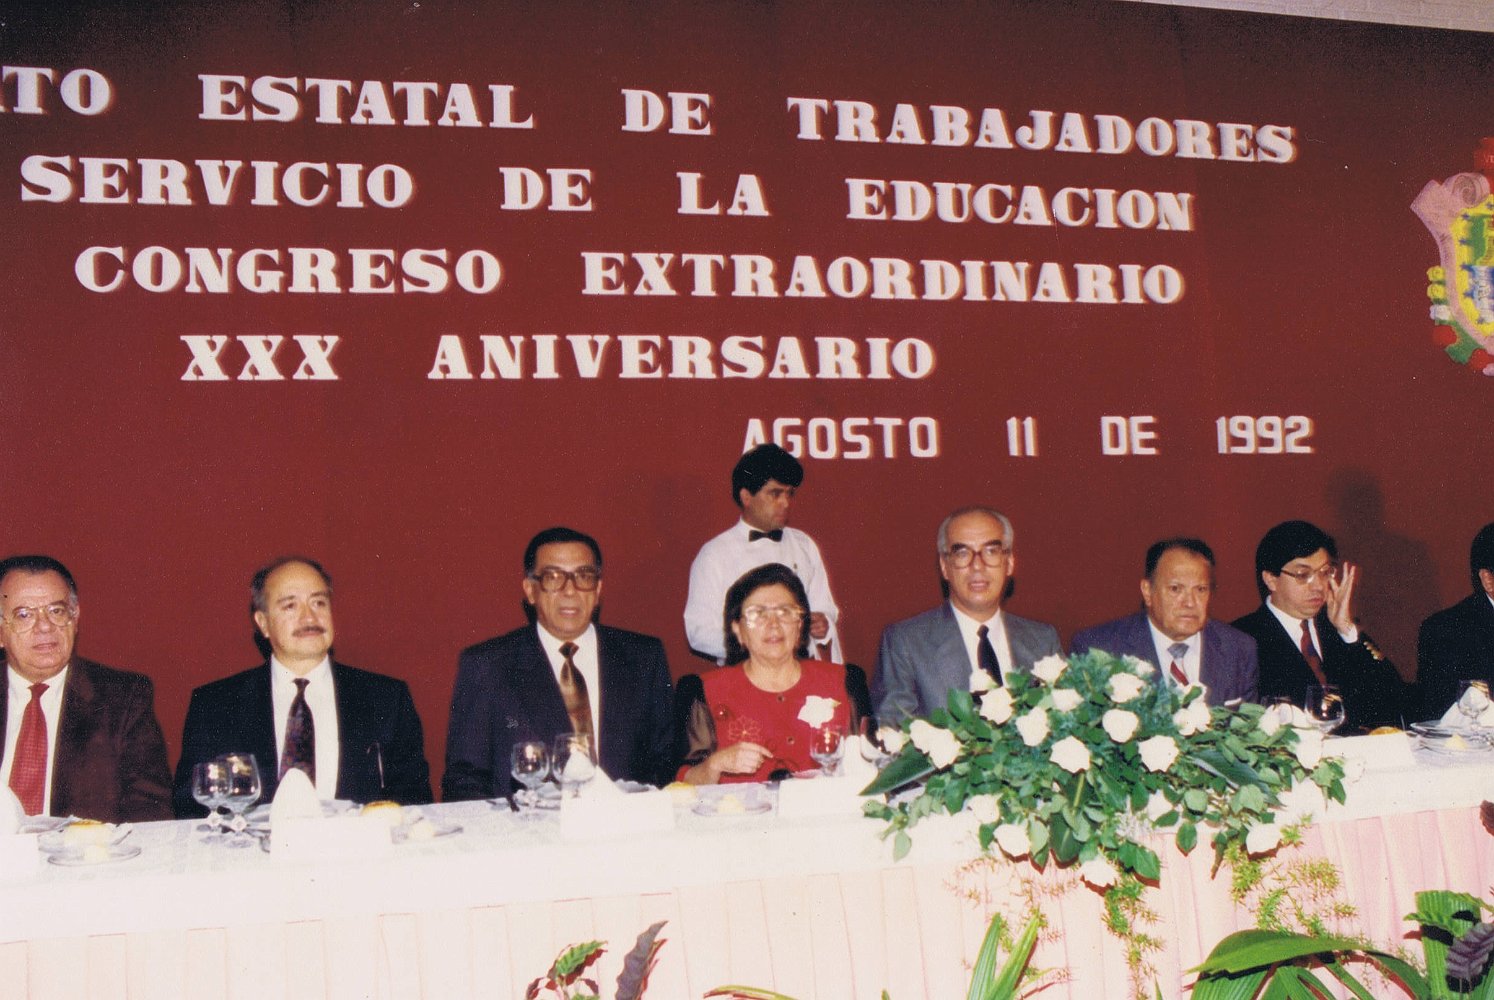 ATO ESTATAL DE TRABAJADORES
SERVICIO DE LA EDUCACION
CONGRESO EXTRAORDINARIO
XXX ANIVERSARIO
AGOSTO 11 DE 1992